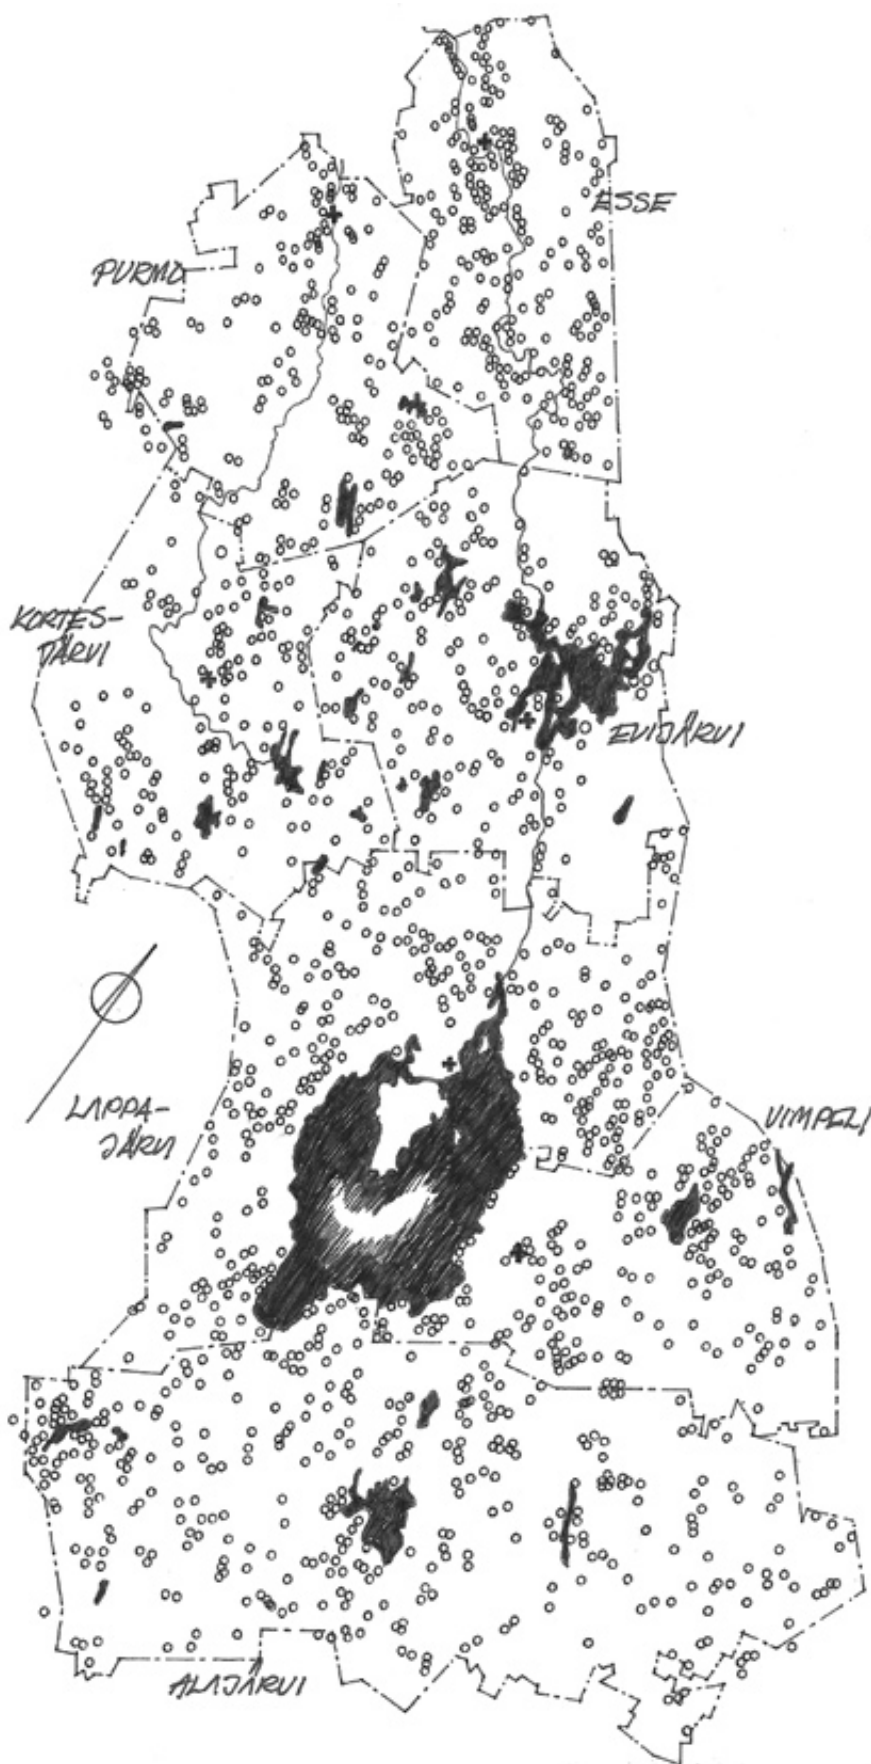 ESSE
PURMO
KORTES-
JÄRVI
EVIJÄRVI
LAPPA-
JÄRVI
VIMPELI
ALAJÄRVI